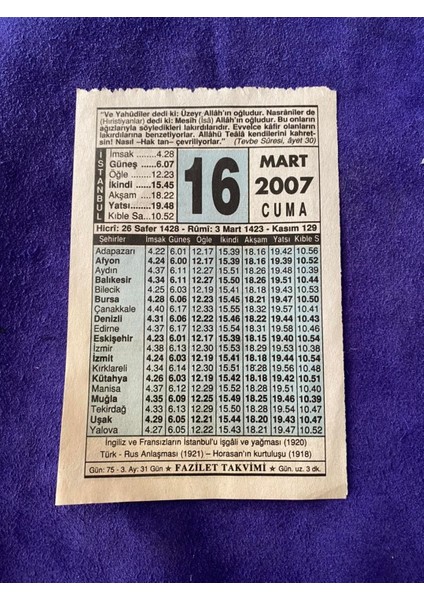 "Ve Yahûdîler dedi ki: Üzeyr Allâh'ın oğludur. Nasrânîler de
(Hıristiyanlar) dedi ki: Mesîh (Îsâ) Allâh'ın oğludur. Bu onların
ağızlarıyla söyledikleri lakırdılarıdır. Evvelce kâfir olanların
lakırdılarına benzetiyorlar. Allâhü Teâlâ kendilerini kahret-
sin! Nasıl –Hak tan– çevriliyorlar." (Tevbe Sûresi, âyet 30)
İSTANBUL
İmsak ........4.28
Güneş ......6.07
Öğle ........12.23
İkindi .....15.45
Akşam ....18.22
Yatsı.......19.48
Kıble Sa...10.52
16
MART
2007
CUMA
Hicrî: 26 Safer 1428 - Rûmî: 3 Mart 1423 - Kasım 129
Şehirler İmsak Güneş Öğle İkindi Akşam Yatsı Kıble S
Adapazarı 4.22 6.01 12.17 15.39 18.16 19.42 10.56
Afyon 4.24 6.00 12.17 15.39 18.16 19.39 10.52
Aydın 4.37 6.11 12.27 15.51 18.26 19.48 10.39
Balıkesir 4.34 6.11 12.27 15.50 18.26 19.51 10.44
Bilecik 4.25 6.03 12.19 15.41 18.18 19.43 10.53
Bursa 4.28 6.06 12.23 15.45 18.21 19.47 10.50
Çanakkale 4.40 6.17 12.33 15.55 18.32 19.57 10.41
Denizli 4.31 6.06 12.22 15.46 18.22 19.44 10.43
Edirne 4.37 6.17 12.33 15.54 18.31 19.58 10.46
Eskişehir 4.23 6.01 12.17 15.39 18.15 19.40 10.54
İzmir 4.38 6.13 12.30 15.53 18.29 19.53 10.38
İzmit 4.24 6.03 12.19 15.41 18.18 19.44 10.54
Kırklareli 4.34 6.14 12.30 15.51 18.28 19.56 10.48
Kütahya 4.26 6.03 12.19 15.42 18.18 19.42 10.51
Manisa 4.37 6.12 12.29 15.52 18.28 19.51 10.40
Muğla 4.35 6.09 12.25 15.49 18.25 19.46 10.39
Tekirdağ 4.33 6.13 12.29 15.50 18.28 19.54 10.47
Uşak 4.29 6.05 12.21 15.44 18.20 19.43 10.47
Yalova 4.27 6.05 12.22 15.43 18.21 19.47 10.52
İngiliz ve Fransızların İstanbul'u işgâli ve yağması (1920)
Türk - Rus Anlaşması (1921) – Horasan'ın kurtuluşu (1918)
Gün: 75 - 3. Ay: 31 Gün ★ FAZİLET TAKVİMİ ★ Gün. uz. 3 dk.